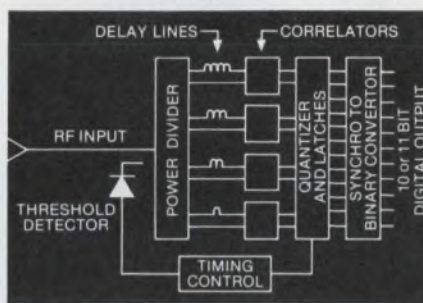 DELAY LINES
CORRELATORS
RF INPUT
THRESHOLD
DETECTOR
POWER DIVIDER
QUANTIZER
AND LATCHES
SYNCHRO TO
BINARY CONVERTOR
10 or 11 BIT
DIGITAL OUTPUT
TIMING
CONTROL